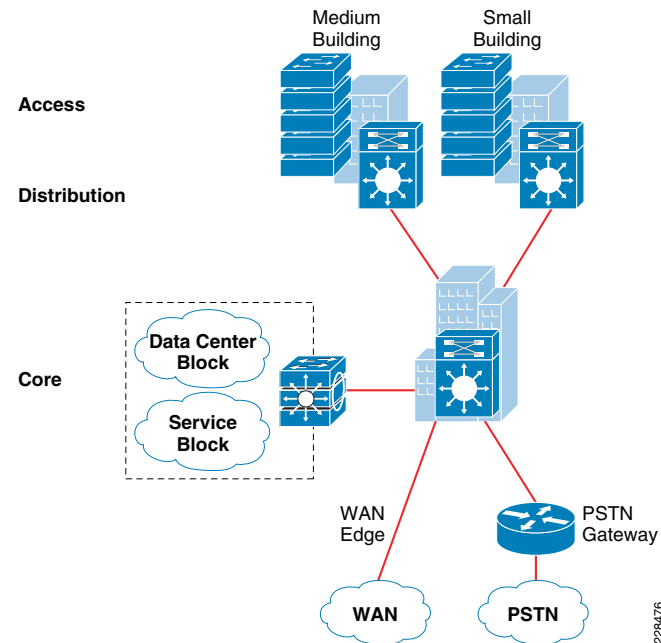 Medium
Building
Small
Building
Access
Distribution
Data Center
Block
Core
Service
Block
WAN
Edge
PSTN
Gateway
WAN
PSTN
228476